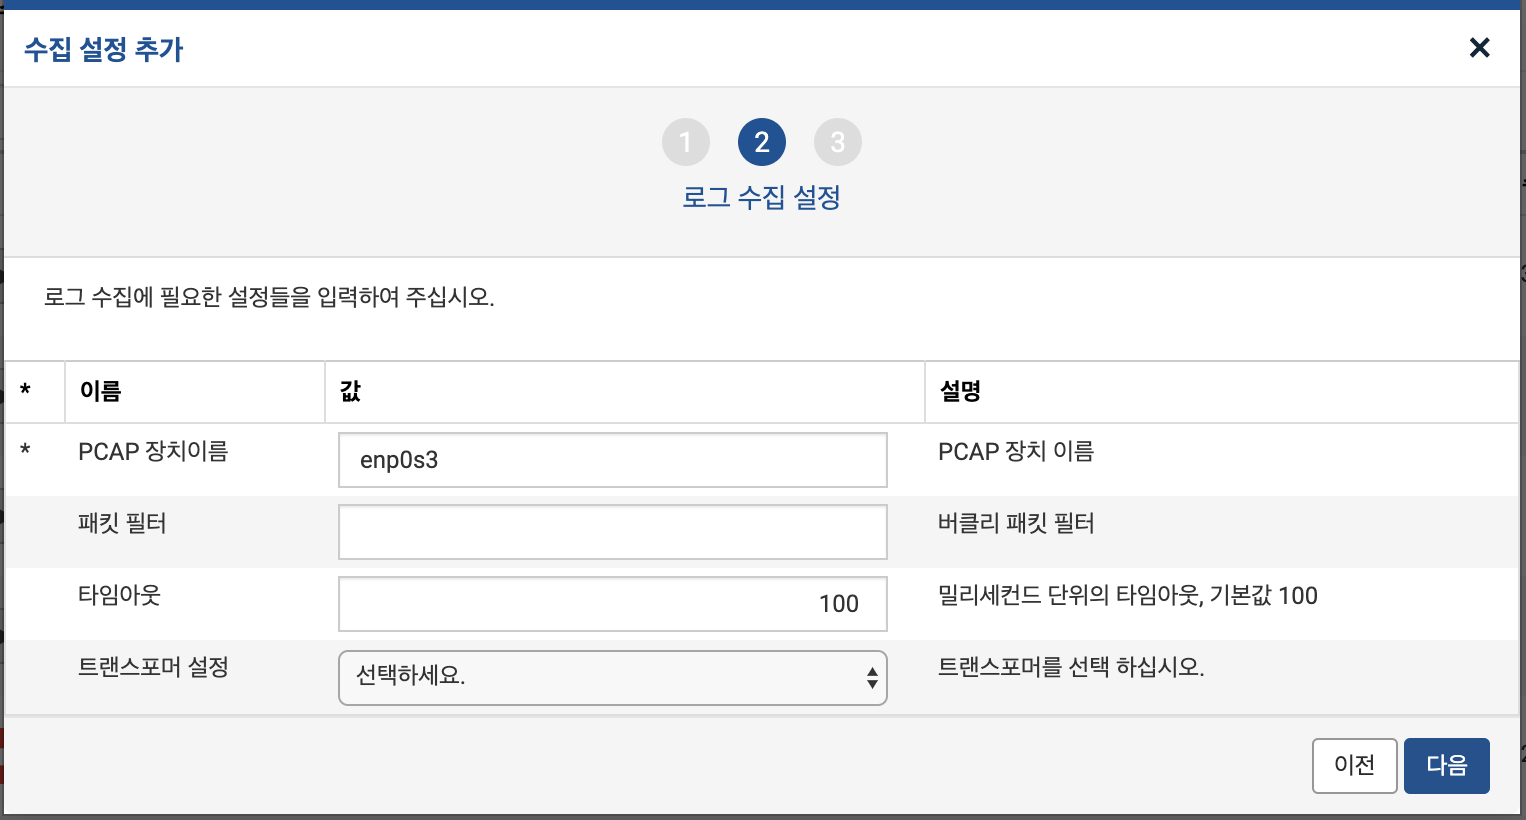 수집 설정 추가
1 2 3
로그 수집 설정
로그 수집에 필요한 설정들을 입력하여 주십시오.
* 이름 값 설명
* PCAP 장치이름 enp0s3 PCAP 장치 이름
패킷 필터 버클리 패킷 필터
타임아웃 100 밀리세컨드 단위의 타임아웃, 기본값 100
트랜스포머 설정 선택하세요. 트랜스포머를 선택 하십시오.
이전 다음